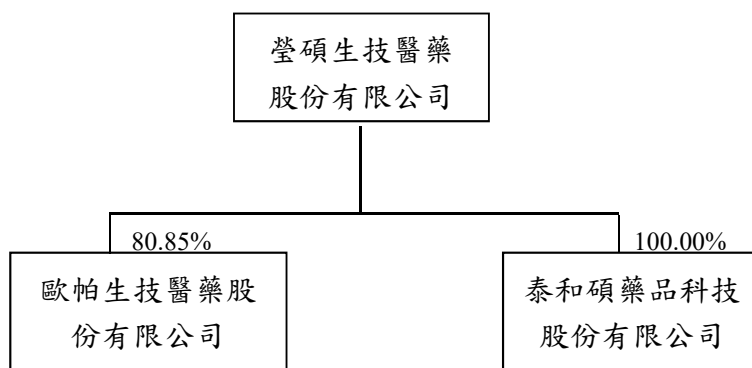 瑩碩生技醫藥
股份有限公司
80.85%
100.00%
歐帕生技醫藥股
份有限公司
泰和碩藥品科技
股份有限公司